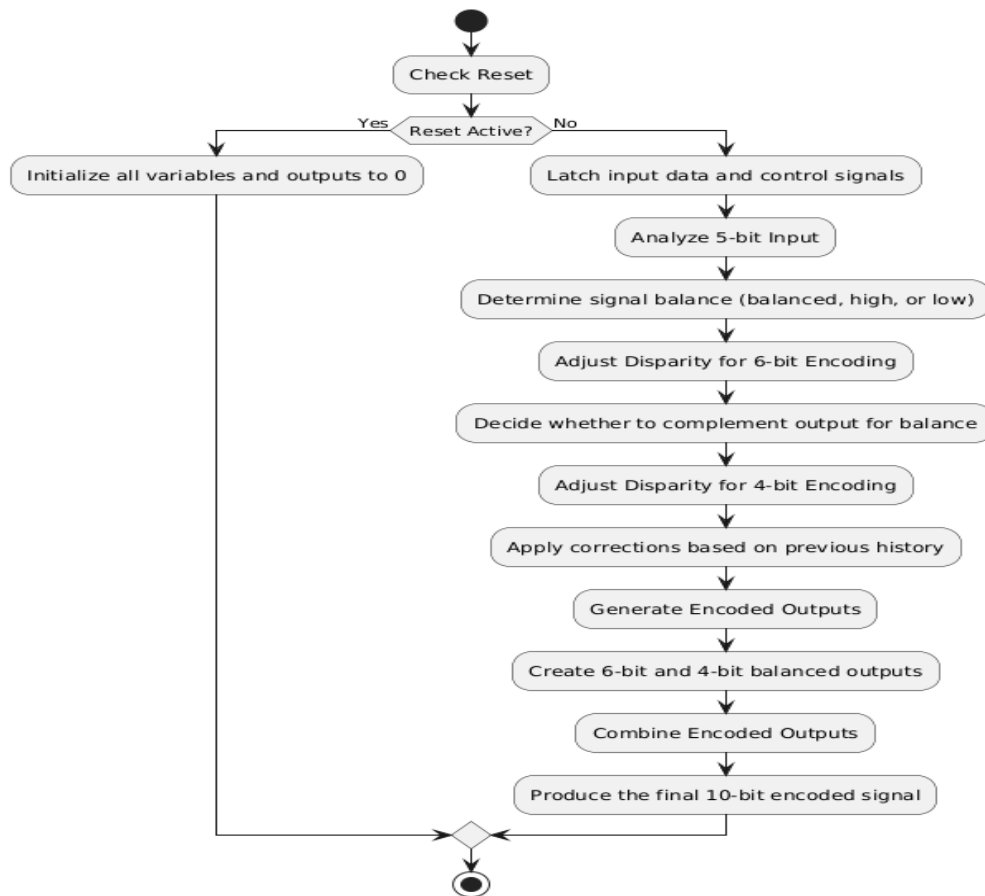 Check Reset
Yes
Reset Active?
No
Initialize all variables and outputs to 0
Latch input data and control signals
Analyze 5-bit Input
Determine signal balance (balanced, high, or low)
Adjust Disparity for 6-bit Encoding
Decide whether to complement output for balance
Adjust Disparity for 4-bit Encoding
Apply corrections based on previous history
Generate Encoded Outputs
Create 6-bit and 4-bit balanced outputs
Combine Encoded Outputs
Produce the final 10-bit encoded signal